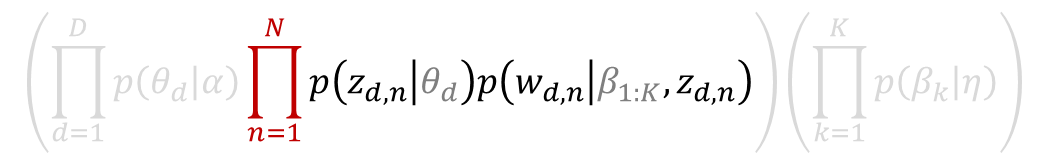 (∏_{d=1}^{D} p(θ_d|α) ∏_{n=1}^{N} p(z_{d,n}|θ_d)p(w_{d,n}|β_{1:K}, z_{d,n})) (∏_{k=1}^{K} p(β_k|η))